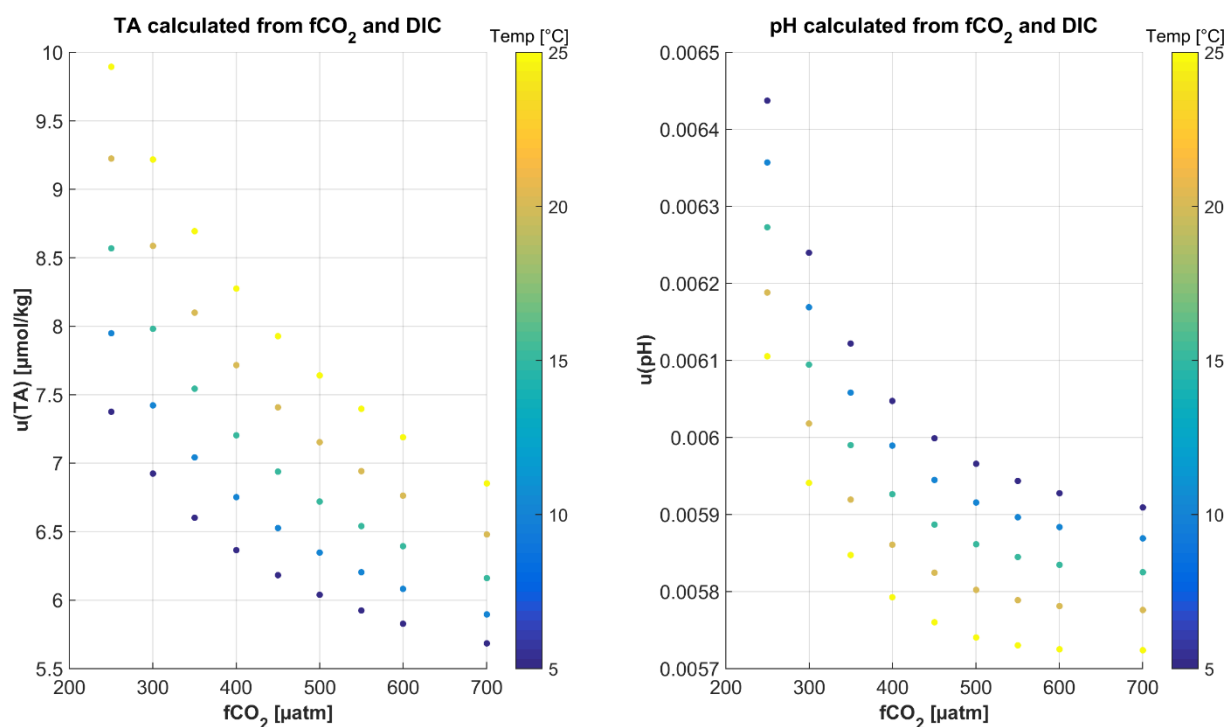 TA calculated from fCO₂ and DIC
Temp [°C]
u(TA) [µmol/kg]
10
9.5
9
8.5
8
7.5
7
6.5
6
5.5
200 300 400 500 600 700
fCO₂ [µatm]
25
20
15
10
5
pH calculated from fCO₂ and DIC
Temp [°C]
u(pH)
0.0065
0.0064
0.0063
0.0062
0.0061
0.006
0.0059
0.0058
0.0057
200 300 400 500 600 700
fCO₂ [µatm]
25
20
15
10
5